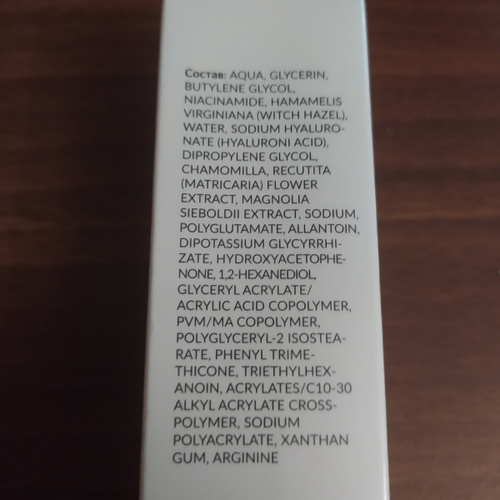 Состав: AQUA, GLYCERIN,
BUTYLENE GLYCOL,
NIACINAMIDE, HAMAMELIS
VIRGINIANA (WITCH HAZEL),
WATER, SODIUM HYALURO-
NATE (HYALURONI ACID),
DIPROPYLENE GLYCOL,
CHAMOMILLA, RECUTITA
(MATRICARIA) FLOWER
EXTRACT, MAGNOLIA
SIEBOLDII EXTRACT, SODIUM,
POLYGLUTAMATE, ALLANTOIN,
DIPOTASSIUM GLYCYRRHI-
ZATE, HYDROXYACETOPHE-
NONE, 1,2-HEXANEDIOL,
GLYCERYL ACRYLATE/
ACRYLIC ACID COPOLYMER,
PVM/MA COPOLYMER,
POLYGLYCERYL-2 ISOSTEA-
RATE, PHENYL TRIME-
THICONE, TRIETHYLHEX-
ANOIN, ACRYLATES/C10-30
ALKYL ACRYLATE CROSS-
POLYMER, SODIUM
POLYACRYLATE, XANTHAN
GUM, ARGININE